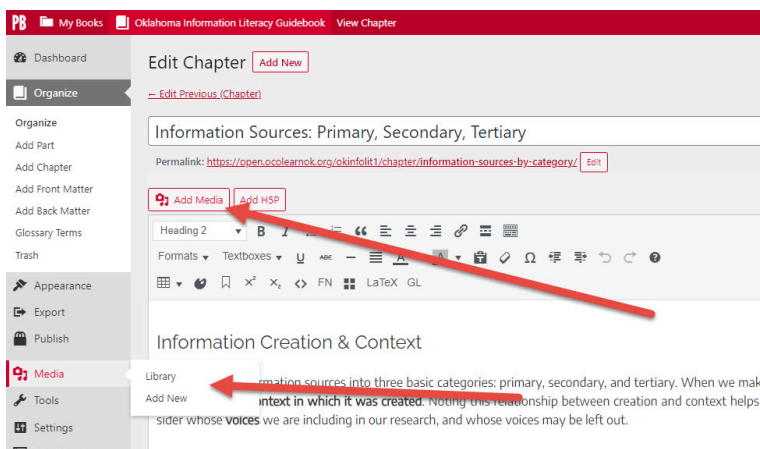 PB My Books Oklahoma Information Literacy Guidebook View Chapter
Dashboard
Organize
Organize
Add Part
Add Chapter
Add Front Matter
Add Back Matter
Glossary Terms
Trash
Appearance
Export
Publish
Media
Tools
Settings
Library
Add New
Edit Chapter Add New
← Edit Previous (Chapter)
Information Sources: Primary, Secondary, Tertiary
Permalink: https://open.ocolearnok.org/okinfolit1/chapter/information-sources-by-category/ Edit
Add Media Add H5P
Heading 2 B I
Formats Textboxes U ABC A A Ω
x² x₂ <> FN LaTeX GL
Information Creation & Context
rmation sources into three basic categories: primary, secondary, and tertiary. When we mak
ontext in which it was created. Noting this relationship between creation and context helps
sider whose voices we are including in our research, and whose voices may be left out.